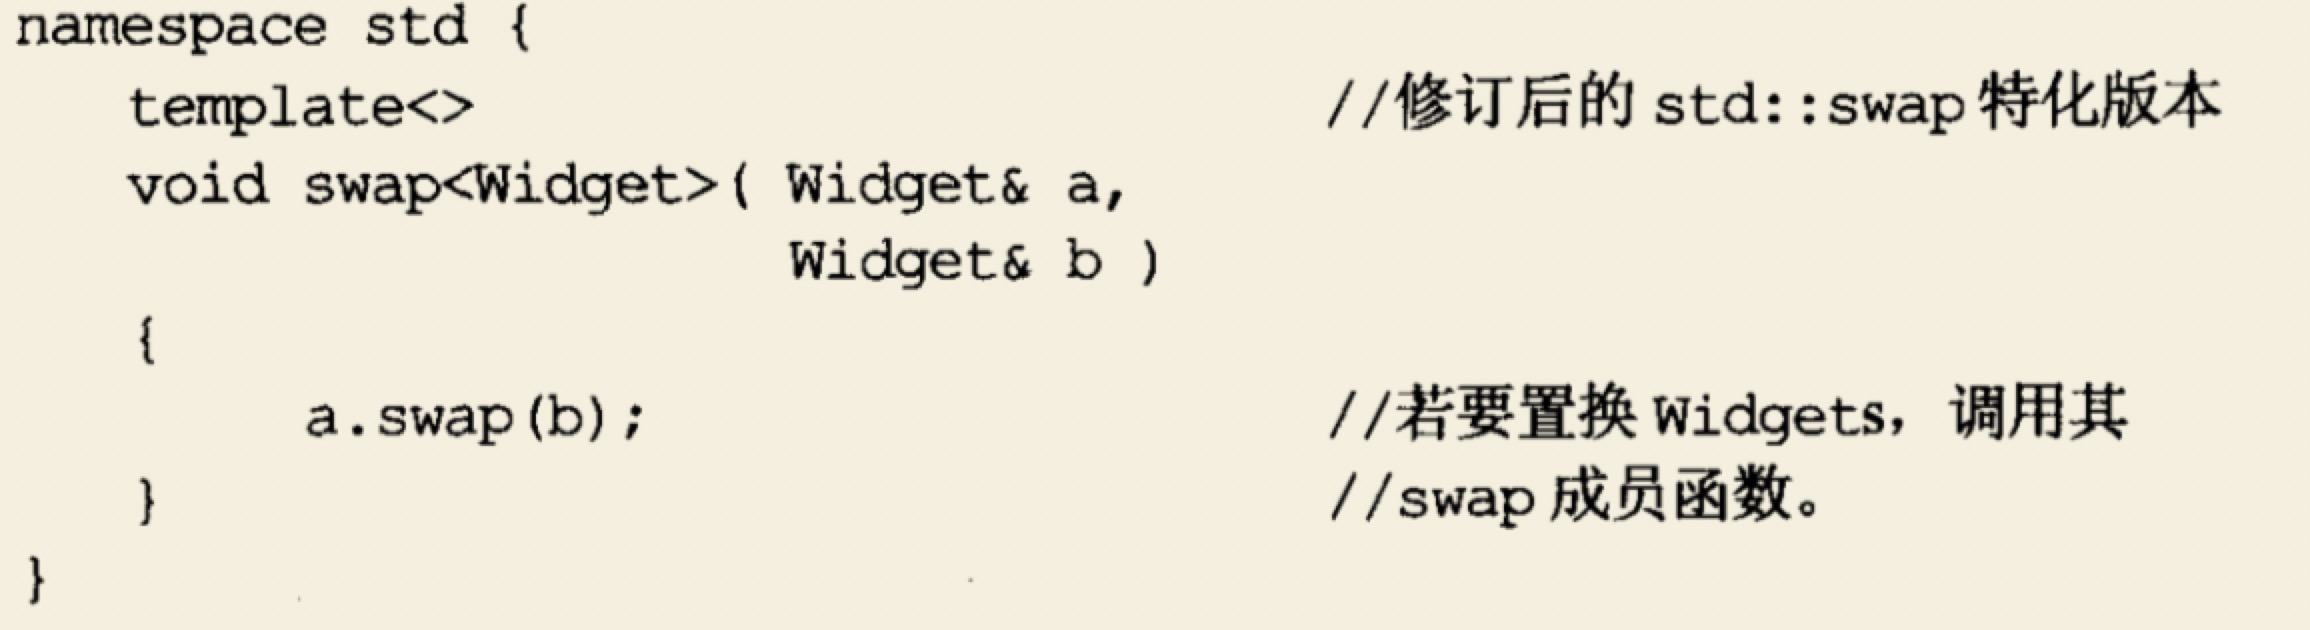 namespace std {
template<> //修订后的 std::swap 特化版本
void swap<Widget>( Widget& a,
Widget& b )
{
a.swap(b); //若要置换 Widgets，调用其
} //swap 成员函数。
}